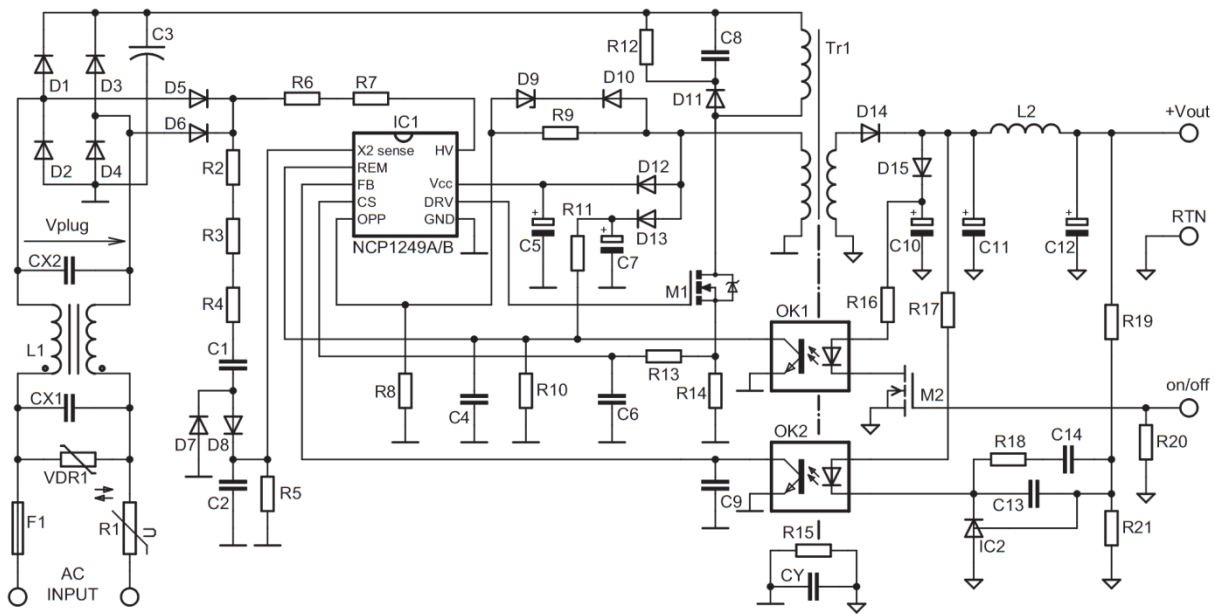 C3
R12
C8
Tr1
D1
D3
D5
R6
R7
D9
D10
D11
D14
L2
+Vout
D6
IC1
R9
D2
D4
R2
X2 sense
HV
REM
FB
Vcc
CS
DRV
OPP
GND
NCP1249A/B
D12
D13
D15
R11
+
C5
+
C7
+
C10
+
C11
+
C12
RTN
Vplug
CX2
R3
R4
M1
OK1
R16
R17
R19
L1
C1
R13
CX1
R8
C4
R10
C6
R14
M2
on/off
D7
D8
OK2
R18
C14
R20
VDR1
C2
R5
C9
C13
F1
R1
U
R15
IC2
R21
CY
AC
INPUT